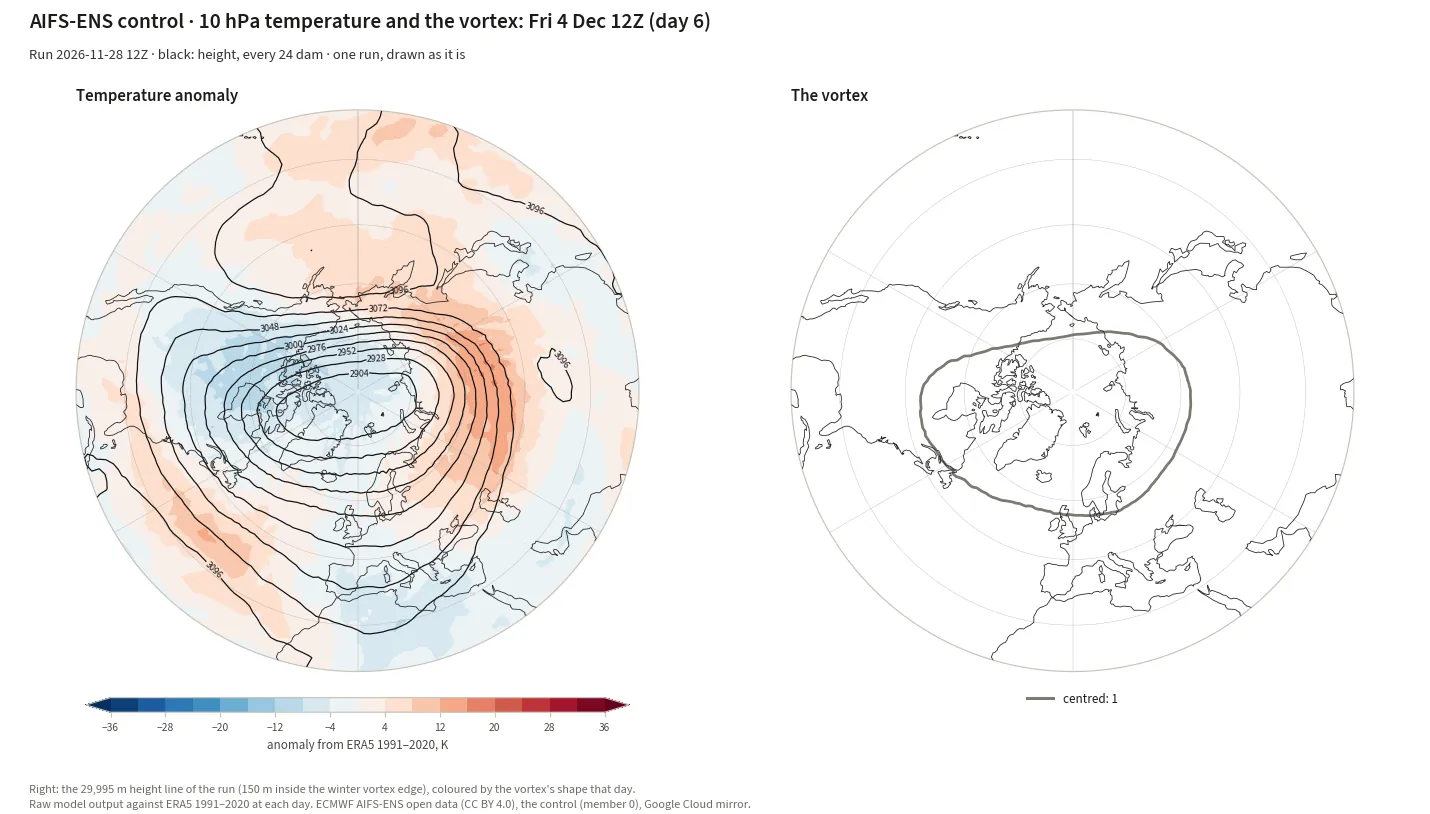 AIFS-ENS control · 10 hPa temperature and the vortex: Fri 4 Dec 12Z (day 6)
Run 2026-11-28 12Z · black: height, every 24 dam · one run, drawn as it is
Temperature anomaly
The vortex
3096
3096
3072
3048
3024
3000
2976
2952
2928
2904
3096
3096
−36 −28 −20 −12 −4 4 12 20 28 36
anomaly from ERA5 1991–2020, K
centred: 1
Right: the 29,995 m height line of the run (150 m inside the winter vortex edge), coloured by the vortex's shape that day.
Raw model output against ERA5 1991–2020 at each day. ECMWF AIFS-ENS open data (CC BY 4.0), the control (member 0), Google Cloud mirror.